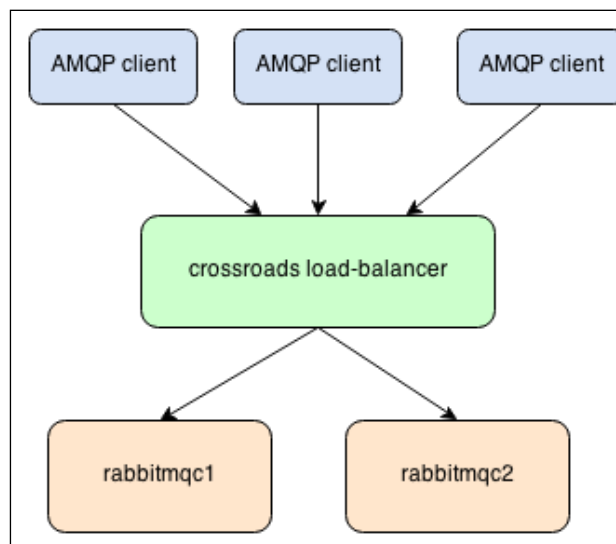 AMQP client
AMQP client
AMQP client
crossroads load-balancer
rabbitmqc1
rabbitmqc2